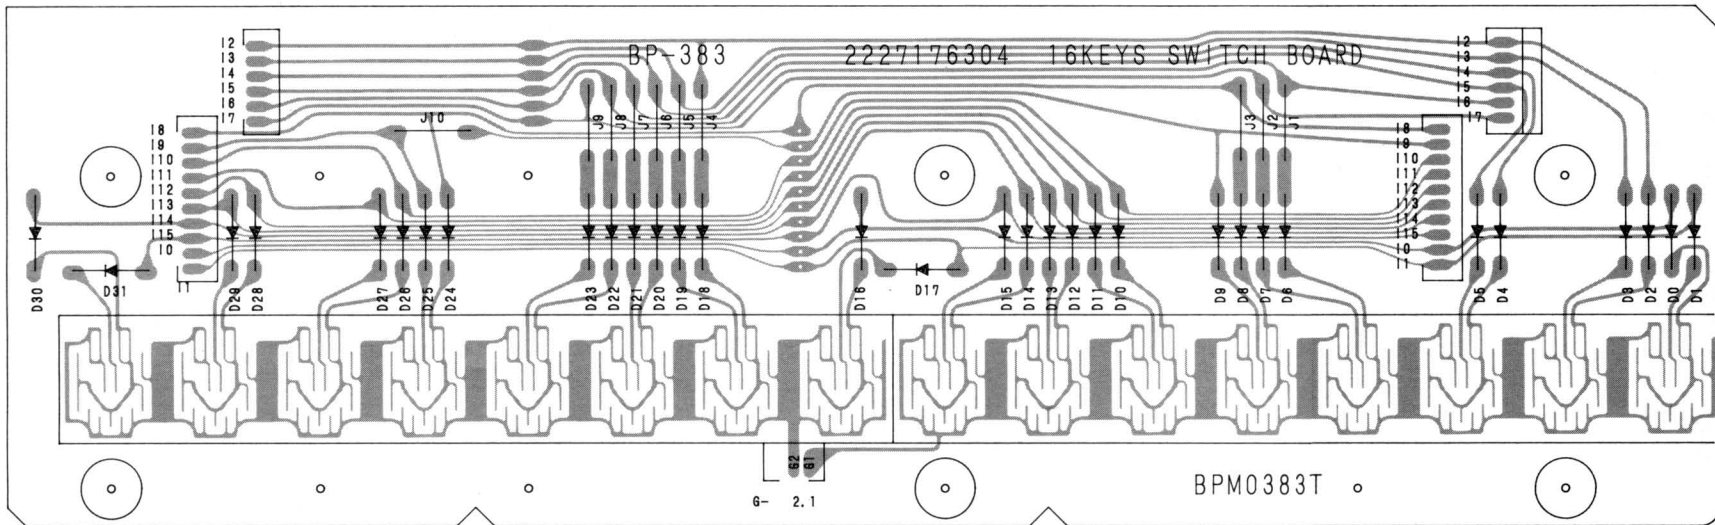 BP-383 2227176304 16KEYS SWITCH BOARD
I2
I3
I4
I5
I6
I7
I2
I3
I4
I5
I6
I7
I8
I9
I10
I11
I12
I13
I14
I15
I0
I1
J10
J9 J8 J7 J6 J5 J4
J3 J2 J1
I8
I9
I10
I11
I12
I13
I14
I15
I0
I1
D30 D31 D29 D28 D27 D26 D25 D24 D23 D22 D21 D20 D19 D18 D16 D17 D15 D14 D13 D12 D11 D10 D9 D8 D7 D6 D5 D4 D3 D2 D0 D1
G2 G1
G- 2.1
BPM0383T